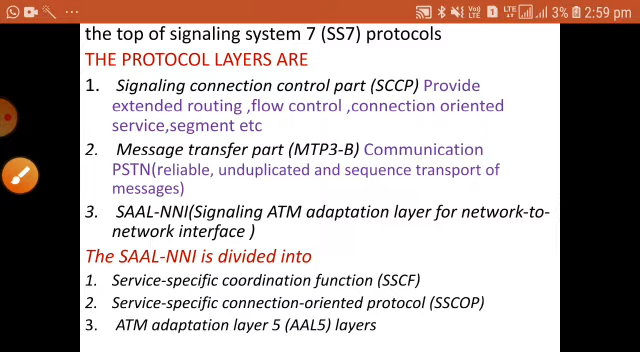 3% 2:59 pm
the top of signaling system 7 (SS7) protocols
THE PROTOCOL LAYERS ARE
1. Signaling connection control part (SCCP) Provide
extended routing ,flow control ,connection oriented
service,segment etc
2. Message transfer part (MTP3-B) Communication
PSTN(reliable, unduplicated and sequence transport of
messages)
3. SAAL-NNI(Signaling ATM adaptation layer for network-to-
network interface )
The SAAL-NNI is divided into
1. Service-specific coordination function (SSCF)
2. Service-specific connection-oriented protocol (SSCOP)
3. ATM adaptation layer 5 (AAL5) layers